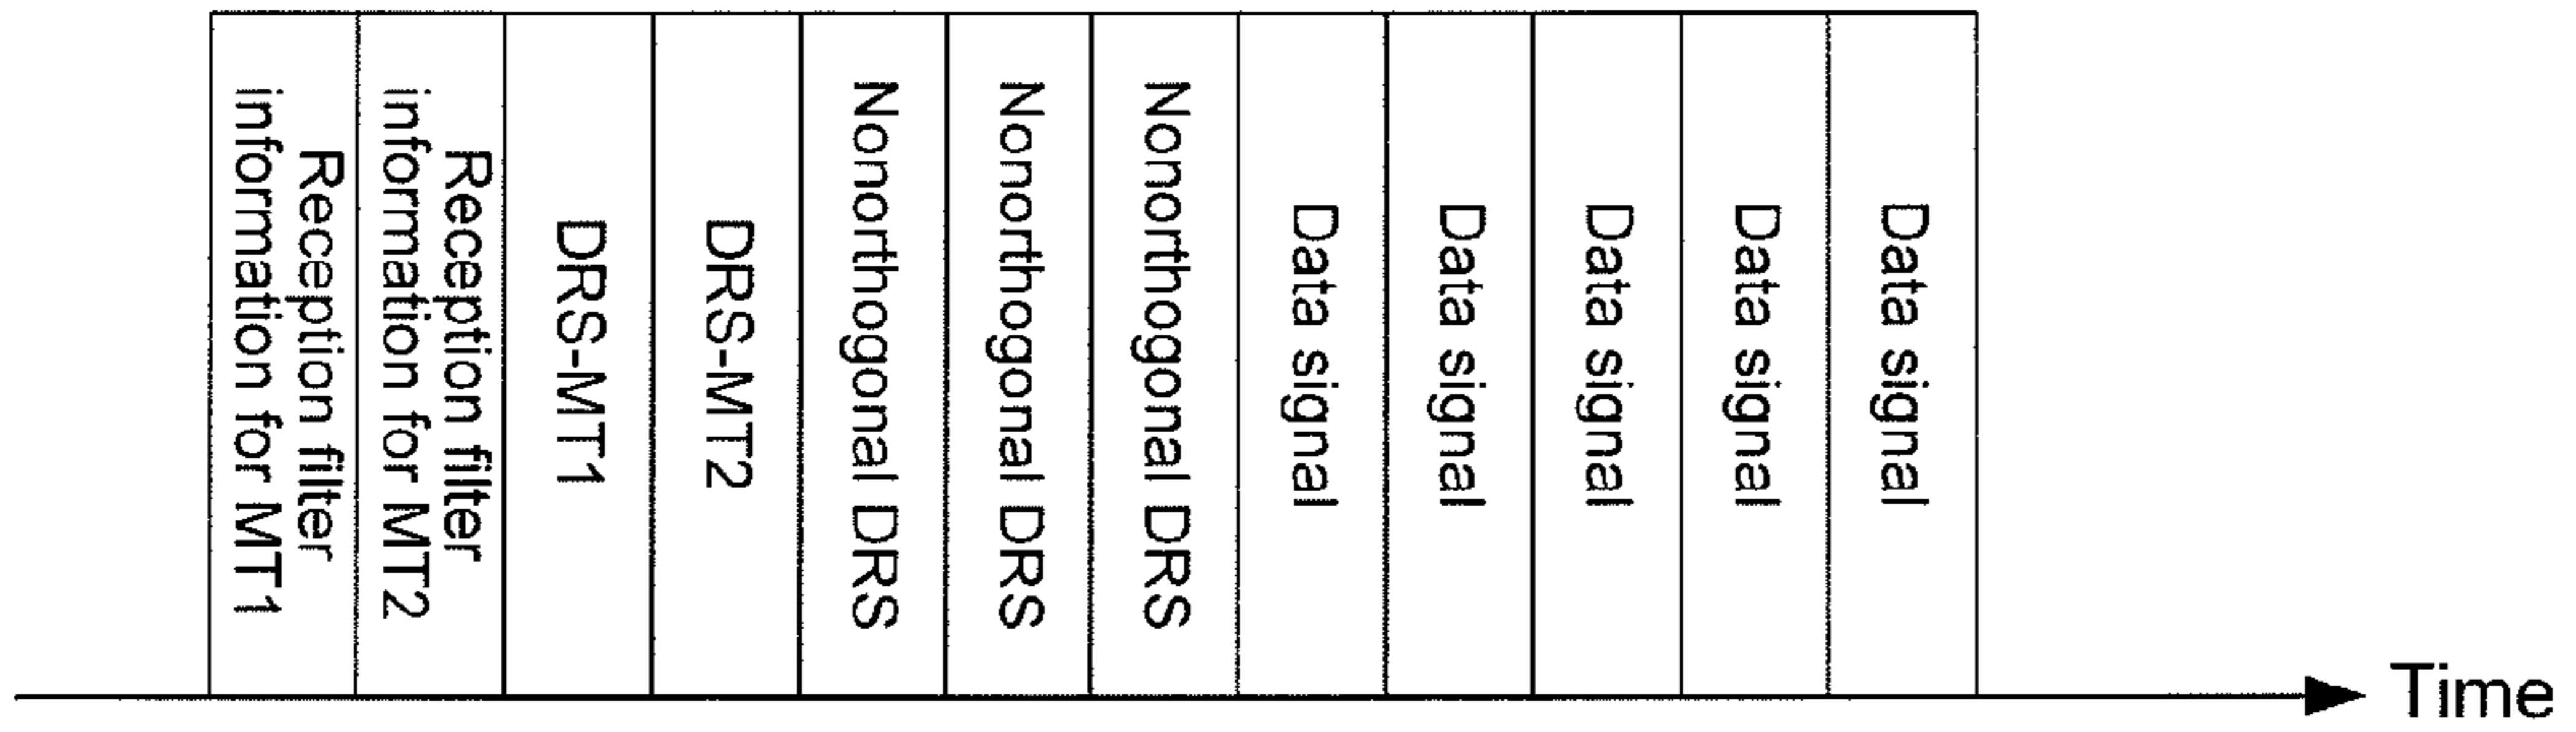 Reception filter
information for MT1
Reception filter
information for MT2
DRS-MT1
DRS-MT2
Nonorthogonal DRS
Nonorthogonal DRS
Nonorthogonal DRS
Data signal
Data signal
Data signal
Data signal
Data signal
Time